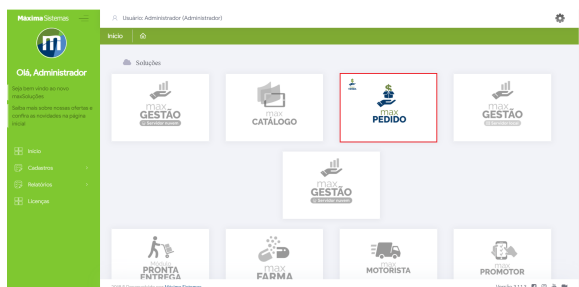 Máxima Sistemas
Usuário: Administrador (Administrador)
Início
Olá, Administrador
Seja bem vindo ao novo
maxSoluções
Saiba mais sobre nossas ofertas e
confira as novidades na página
inicial
Início
Cadastros
Relatórios
Licenças
Soluções
max
GESTÃO
max
CATÁLOGO
max
PEDIDO
max
GESTÃO
max
GESTÃO
PRONTA
ENTREGA
max
FARMA
max
MOTORISTA
max
PROMOTOR